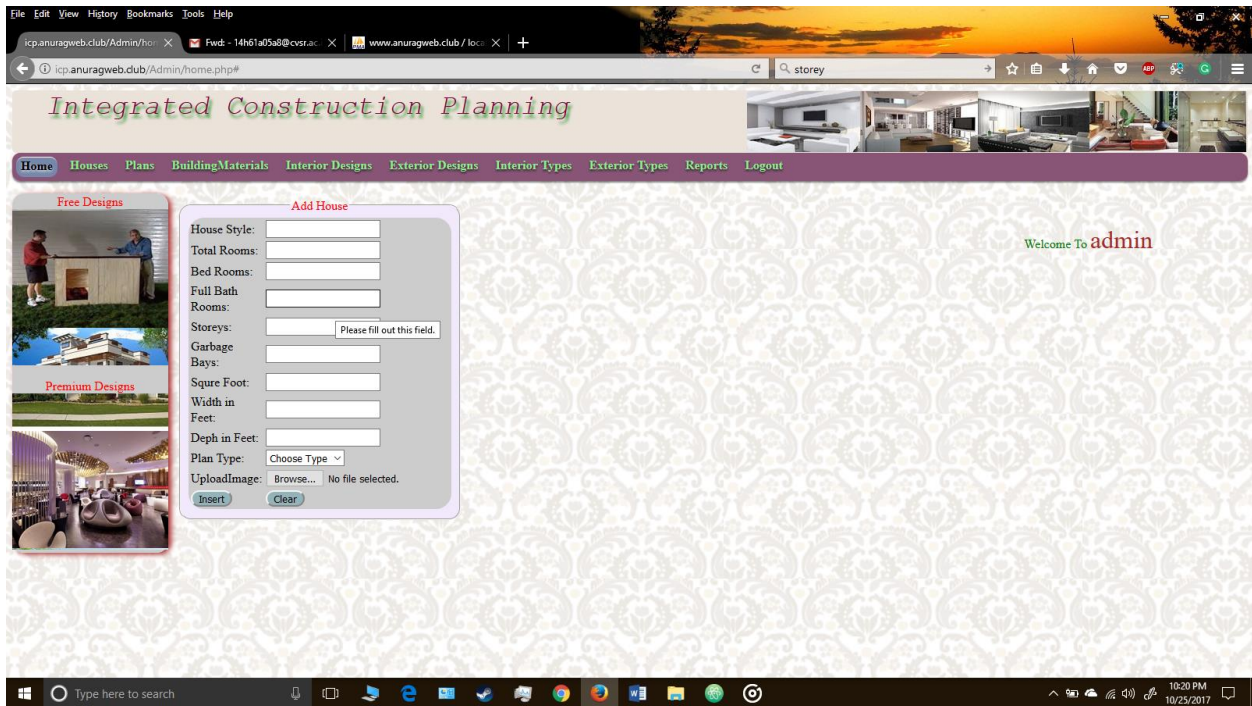 File Edit View History Bookmarks Tools Help
icp.anuragweb.club/Admin/hom
Fwd: - 14h61a05a8@cvsr.ac.
www.anuragweb.club / loca
icp.anuragweb.club/Admin/home.php#
storey
Integrated Construction Planning
Home Houses Plans BuildingMaterials Interior Designs Exterior Designs Interior Types Exterior Types Reports Logout
Free Designs
Premium Designs
Add House
House Style:
Total Rooms:
Bed Rooms:
Full Bath
Rooms:
Storeys:
Please fill out this field.
Garbage
Bays:
Squre Foot:
Width in
Feet:
Deph in Feet:
Plan Type: Choose Type
UploadImage: Browse... No file selected.
Insert Clear
Welcome To admin
Type here to search
10:20 PM
10/25/2017